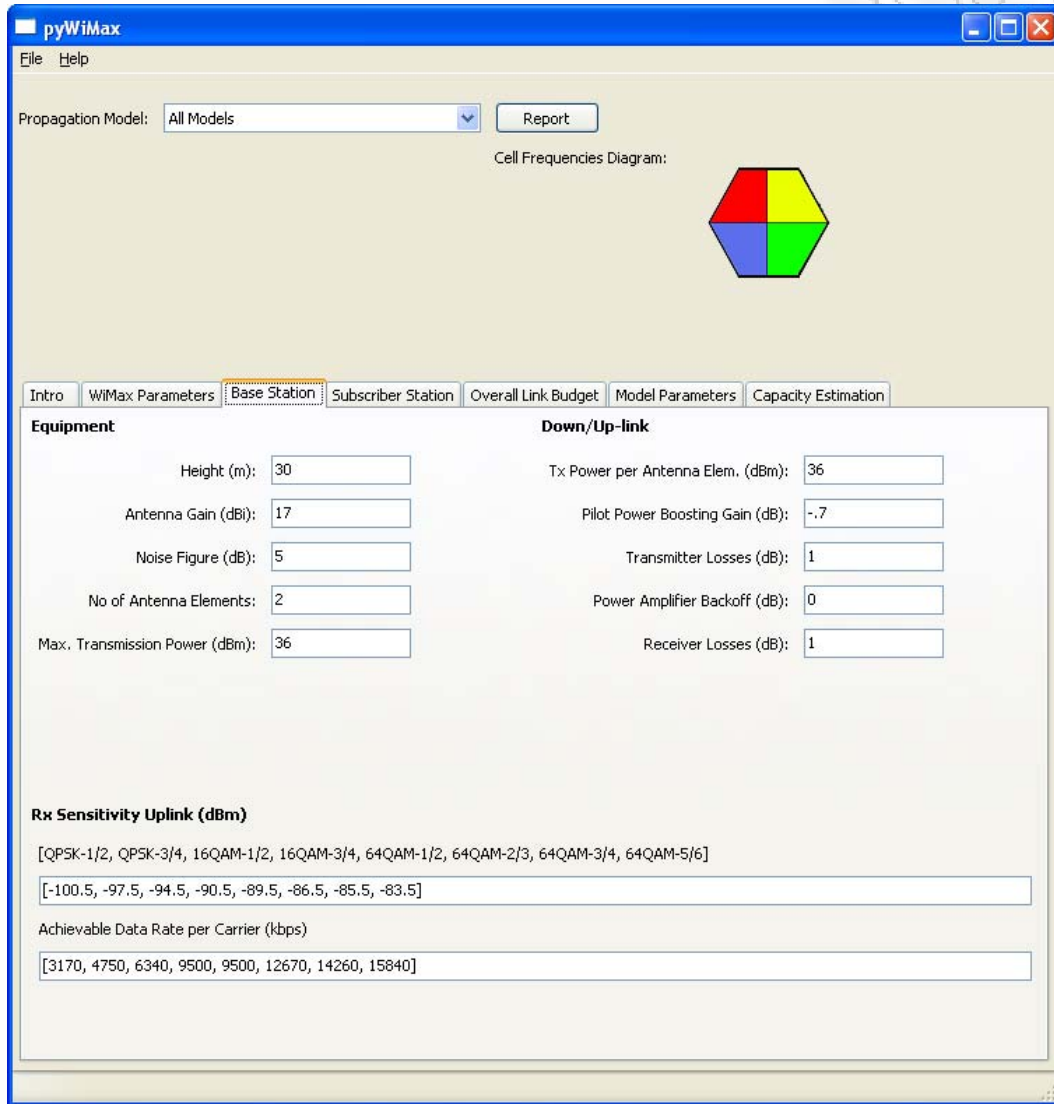 pyWiMax
File Help
Propagation Model: All Models Report
Cell Frequencies Diagram:
Intro WiMax Parameters Base Station Subscriber Station Overall Link Budget Model Parameters Capacity Estimation
Equipment Down/Up-link
Height (m): 30 Tx Power per Antenna Elem. (dBm): 36
Antenna Gain (dBi): 17 Pilot Power Boosting Gain (dB): -.7
Noise Figure (dB): 5 Transmitter Losses (dB): 1
No of Antenna Elements: 2 Power Amplifier Backoff (dB): 0
Max. Transmission Power (dBm): 36 Receiver Losses (dB): 1
Rx Sensitivity Uplink (dBm)
[QPSK-1/2, QPSK-3/4, 16QAM-1/2, 16QAM-3/4, 64QAM-1/2, 64QAM-2/3, 64QAM-3/4, 64QAM-5/6]
[-100.5, -97.5, -94.5, -90.5, -89.5, -86.5, -85.5, -83.5]
Achievable Data Rate per Carrier (kbps)
[3170, 4750, 6340, 9500, 9500, 12670, 14260, 15840]